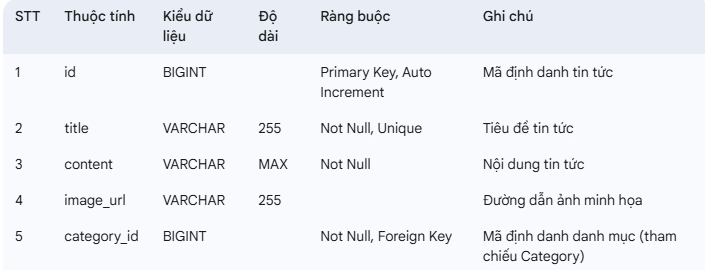 STT Thuộc tính Kiểu dữ liệu Độ dài Ràng buộc Ghi chú
1 id BIGINT Primary Key, Auto Increment Mã định danh tin tức
2 title VARCHAR 255 Not Null, Unique Tiêu đề tin tức
3 content VARCHAR MAX Not Null Nội dung tin tức
4 image_url VARCHAR 255 Đường dẫn ảnh minh họa
5 category_id BIGINT Not Null, Foreign Key Mã định danh danh mục (tham chiếu Category)